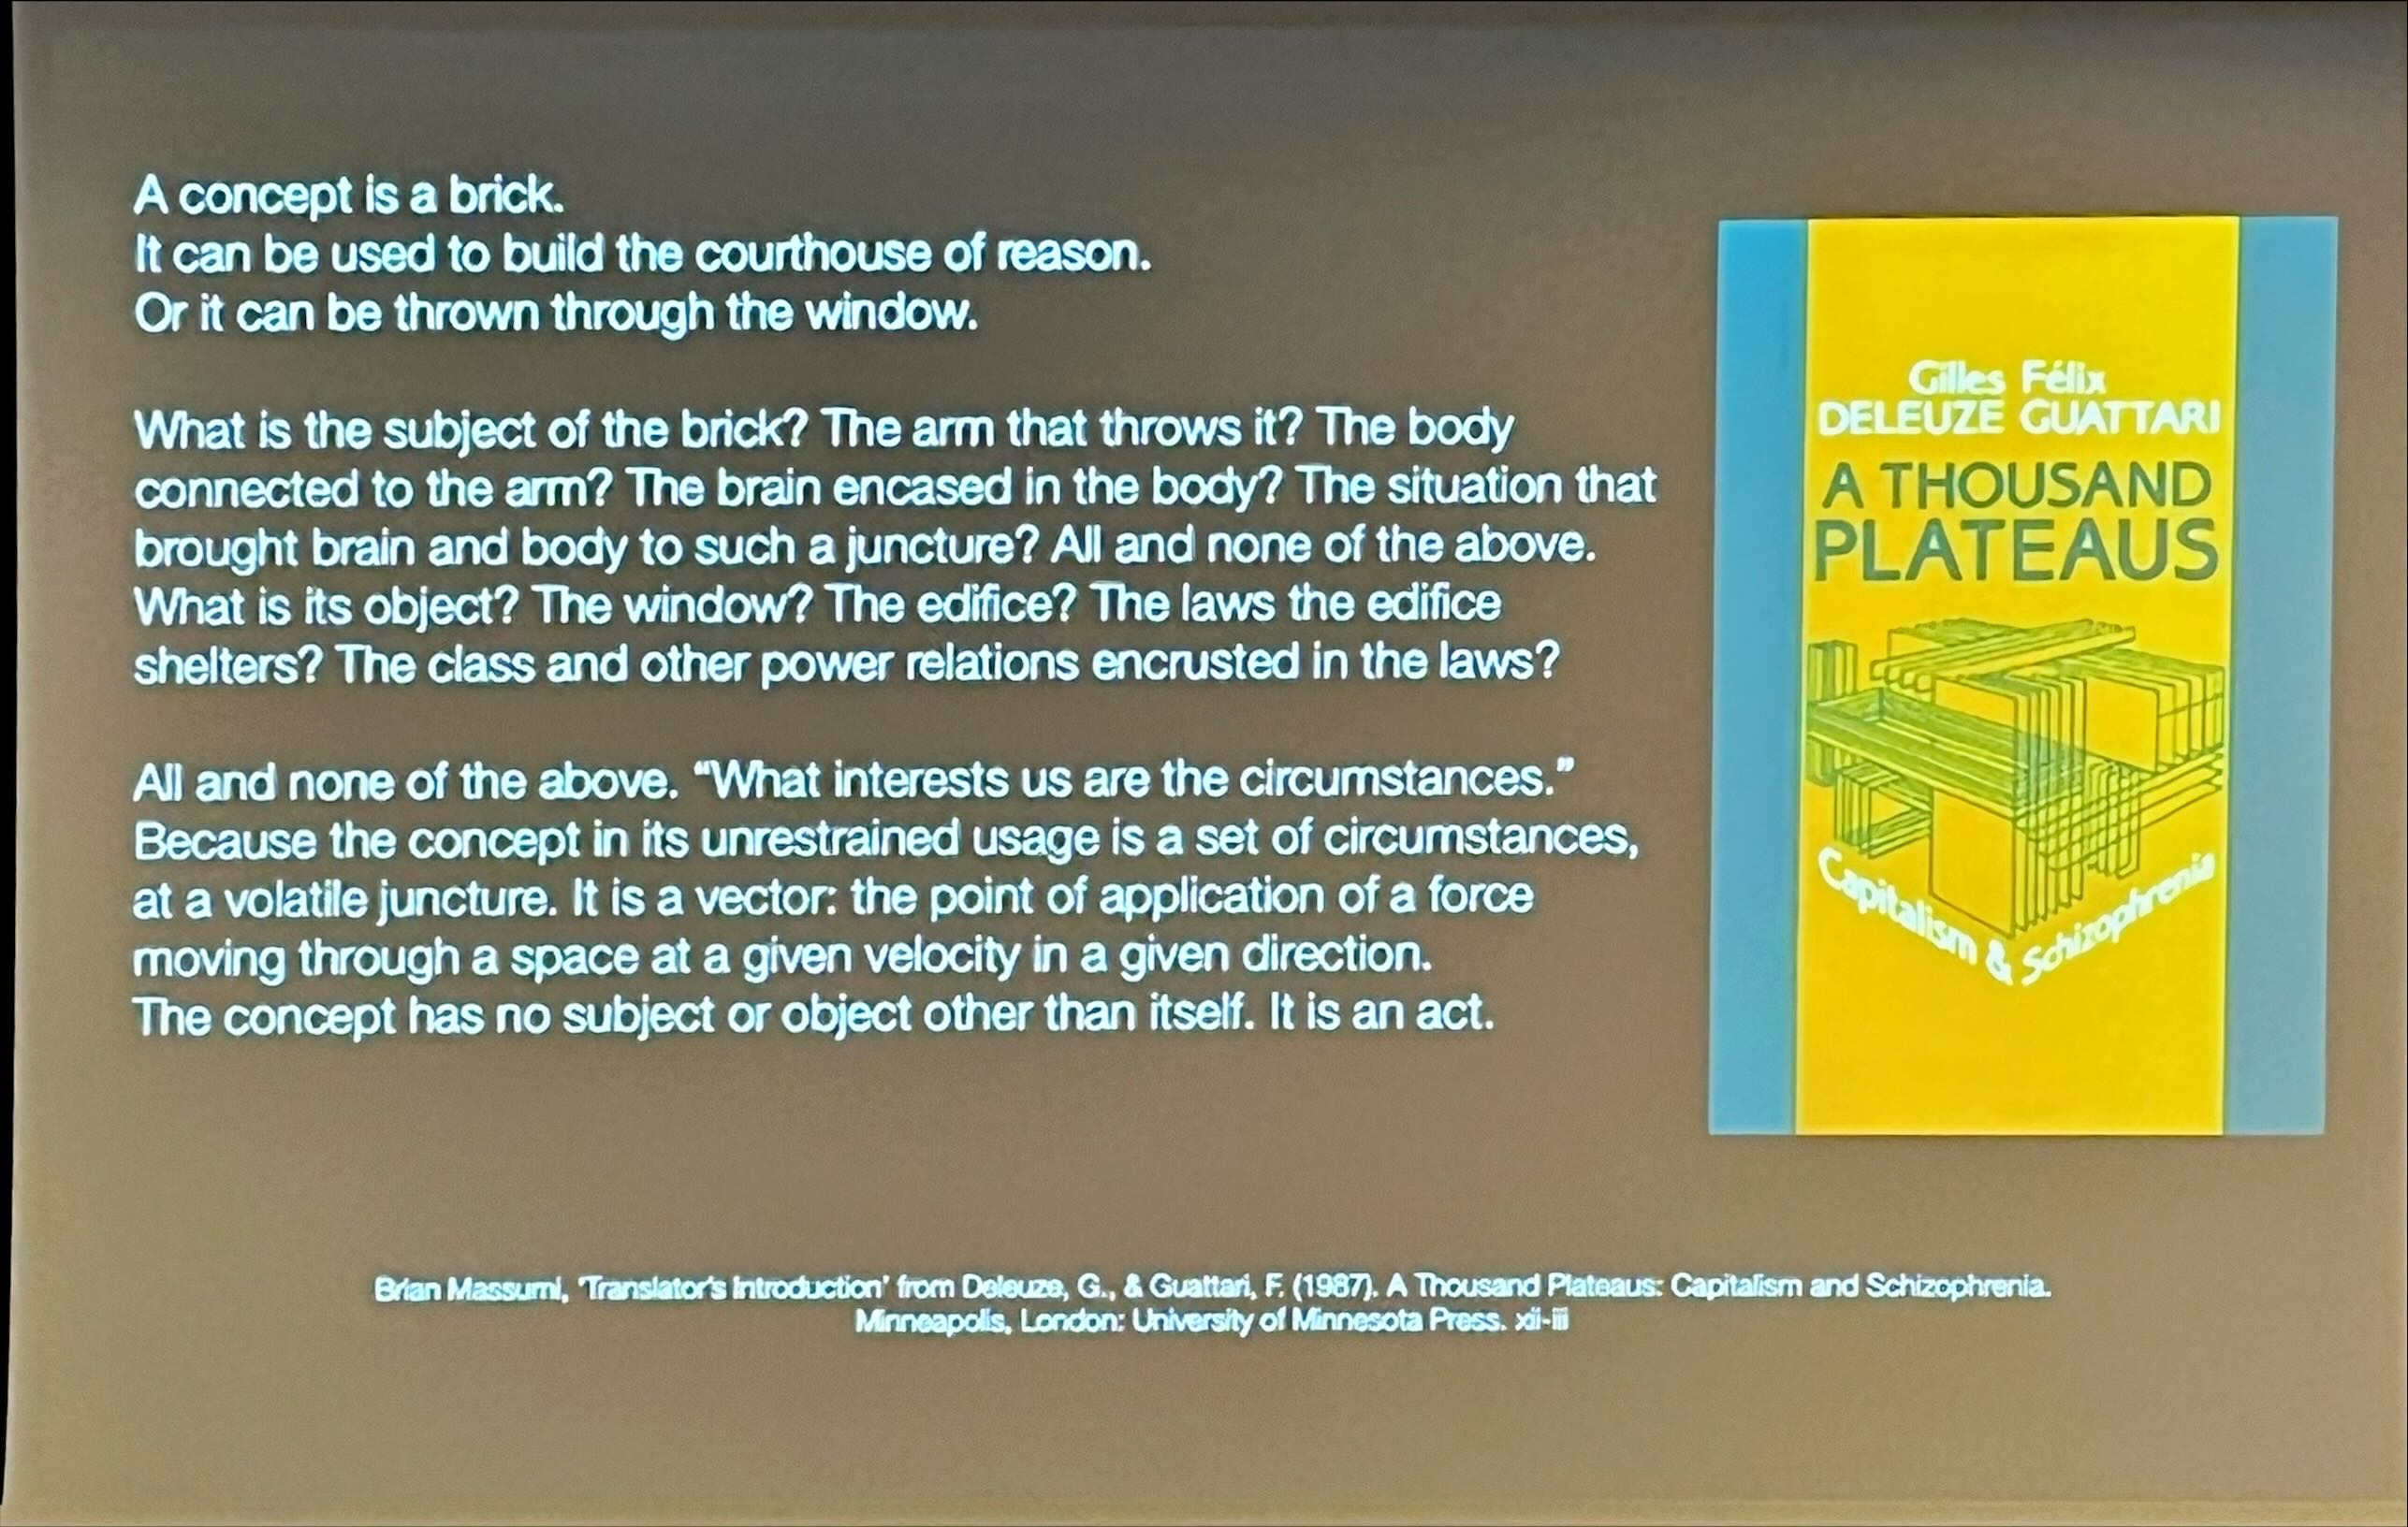 A concept is a brick.
It can be used to build the courthouse of reason.
Or it can be thrown through the window.
What is the subject of the brick? The arm that throws it? The body
connected to the arm? The brain encased in the body? The situation that
brought brain and body to such a juncture? All and none of the above.
What is its object? The window? The edifice? The laws the edifice
shelters? The class and other power relations encrusted in the laws?
All and none of the above. “What interests us are the circumstances.”
Because the concept in its unrestrained usage is a set of circumstances,
at a volatile juncture. It is a vector: the point of application of a force
moving through a space at a given velocity in a given direction.
The concept has no subject or object other than itself. It is an act.
Gilles Félix
DELEUZE GUATTARI
A THOUSAND
PLATEAUS
Capitalism & Schizophrenia
Brian Massumi, ‘Translator’s Introduction’ from Deleuze, G., & Guattari, F. (1987). A Thousand Plateaus: Capitalism and Schizophrenia.
Minneapolis, London: University of Minnesota Press. xii-iii